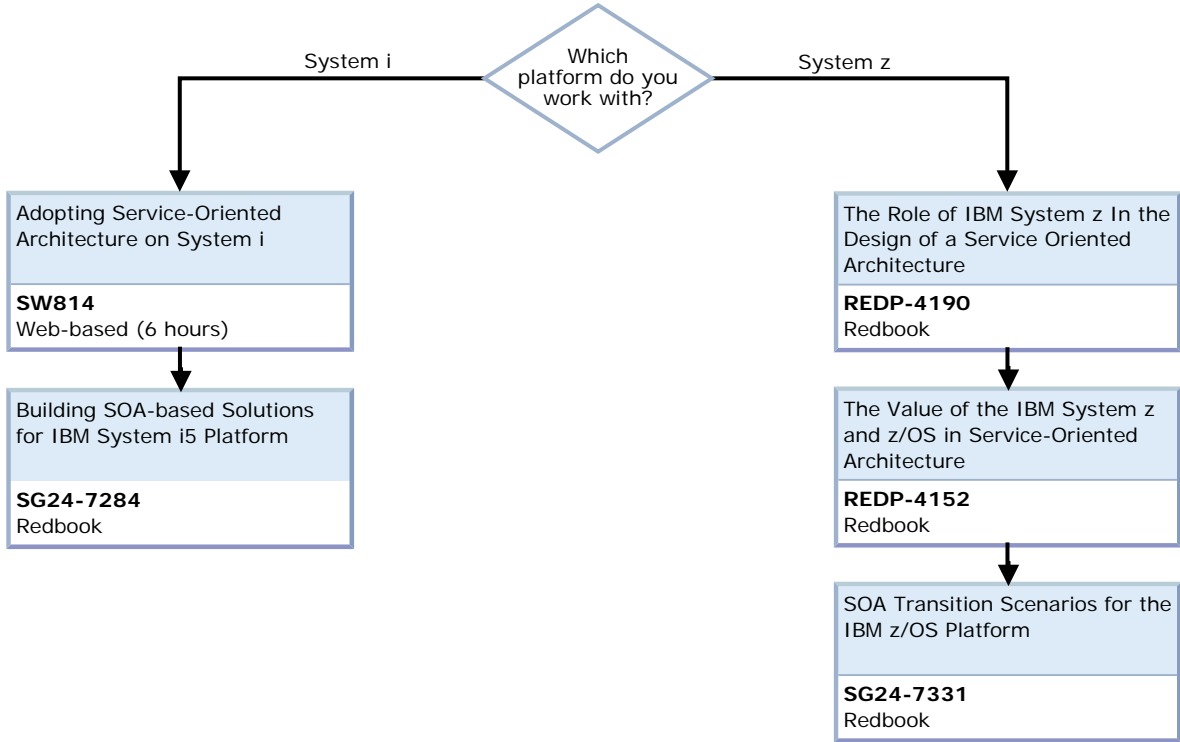 Which
platform do you
work with?
System i
System z
Adopting Service-Oriented
Architecture on System i
SW814
Web-based (6 hours)
Building SOA-based Solutions
for IBM System i5 Platform
SG24-7284
Redbook
The Role of IBM System z In the
Design of a Service Oriented
Architecture
REDP-4190
Redbook
The Value of the IBM System z
and z/OS in Service-Oriented
Architecture
REDP-4152
Redbook
SOA Transition Scenarios for the
IBM z/OS Platform
SG24-7331
Redbook